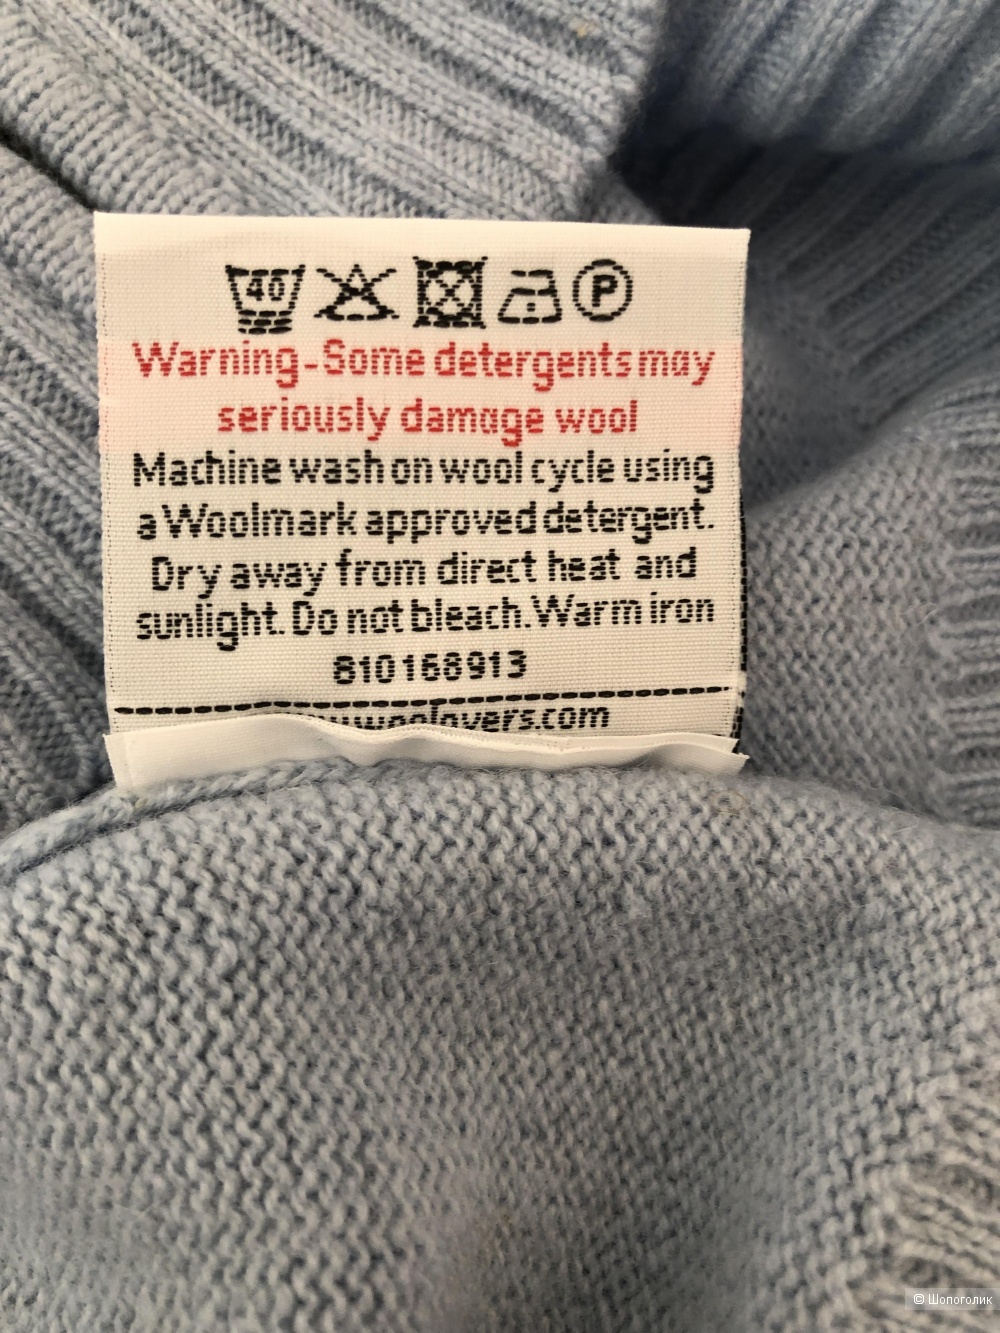 40 P
Warning-Some detergents may
seriously damage wool
Machine wash on wool cycle using
a Woolmark approved detergent.
Dry away from direct heat and
sunlight. Do not bleach. Warm iron
810168913
woolovers.com
© Шопоголик